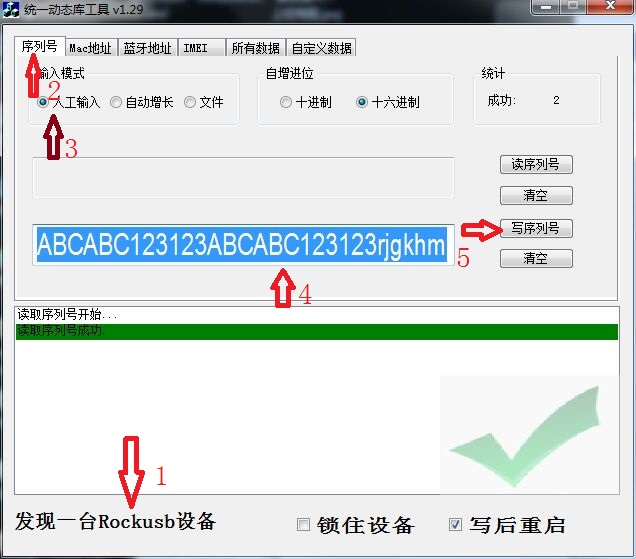 统一动态库工具 v1.29
序列号 Mac地址 蓝牙地址 IMEI 所有数据 自定义数据
输入模式 自增进位 统计
2
人工输入 自动增长 文件 十进制 十六进制 成功: 2
3
读序列号
清空
ABCABC123123ABCABC123123rjgkhm 5 写序列号
清空
4
读取序列号开始...
读取序列号成功.
1
发现一台Rockusb设备 锁住设备 写后重启